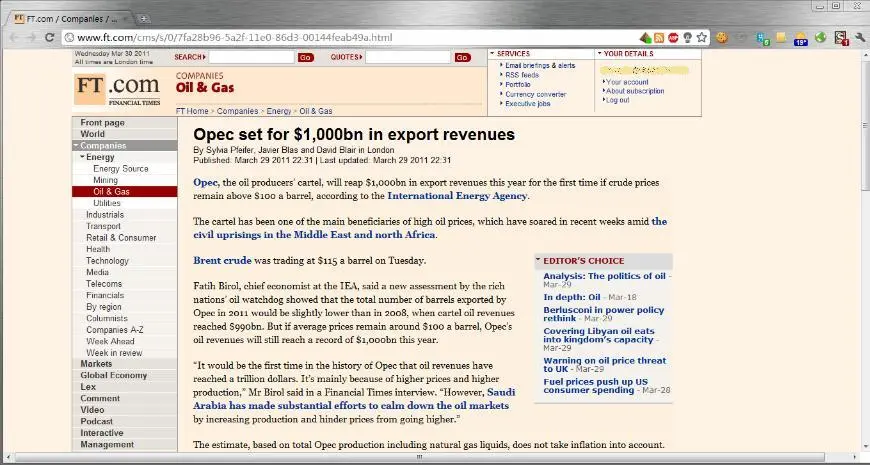 FT.com / Companies / ...
www.ft.com/cms/s/0/7fa28b96-5a2f-11e0-86d3-00144feab49a.html
Wednesday Mar 30 2011
All times are London time
SEARCH
Go
QUOTES
Go
SERVICES
Email briefings & alerts
RSS feeds
Portfolio
Currency converter
Executive jobs
YOUR DETAILS
Your account
About subscription
Log out
FT.com
FINANCIAL TIMES
COMPANIES
Oil & Gas
FT Home > Companies > Energy > Oil & Gas
Front page
World
Companies
Energy
Energy Source
Mining
Oil & Gas
Utilities
Industrials
Transport
Retail & Consumer
Health
Technology
Media
Telecoms
Financials
By region
Columnists
Companies A-Z
Week Ahead
Week in review
Markets
Global Economy
Lex
Comment
Video
Podcast
Interactive
Management
Opec set for $1,000bn in export revenues
By Sylvia Pfeifer, Javier Blas and David Blair in London
Published: March 29 2011 22:31 | Last updated: March 29 2011 22:31
Opec, the oil producers' cartel, will reap $1,000bn in export revenues this year for the first time if crude prices
remain above $100 a barrel, according to the International Energy Agency.
The cartel has been one of the main beneficiaries of high oil prices, which have soared in recent weeks amid the
civil uprisings in the Middle East and north Africa.
Brent crude was trading at $115 a barrel on Tuesday.
Fatih Birol, chief economist at the IEA, said a new assessment by the rich
nations' oil watchdog showed that the total number of barrels exported by
Opec in 2011 would be slightly lower than in 2008, when cartel oil revenues
reached $990bn. But if average prices remain around $100 a barrel, Opec's
oil revenues will still reach a record of $1,000bn this year.
"It would be the first time in the history of Opec that oil revenues have
reached a trillion dollars. It's mainly because of higher prices and higher
production," Mr Birol said in a Financial Times interview. "However, Saudi
Arabia has made substantial efforts to calm down the oil markets
by increasing production and hinder prices from going higher."
The estimate, based on total Opec production including natural gas liquids, does not take inflation into account.
EDITOR'S CHOICE
Analysis: The politics of oil -
Mar-29
In depth: Oil - Mar-18
Berlusconi in power policy
rethink - Mar-29
Covering Libyan oil eats
into kingdom's capacity -
Mar-29
Warning on oil price threat
to UK - Mar-29
Fuel prices push up US
consumer spending - Mar-28